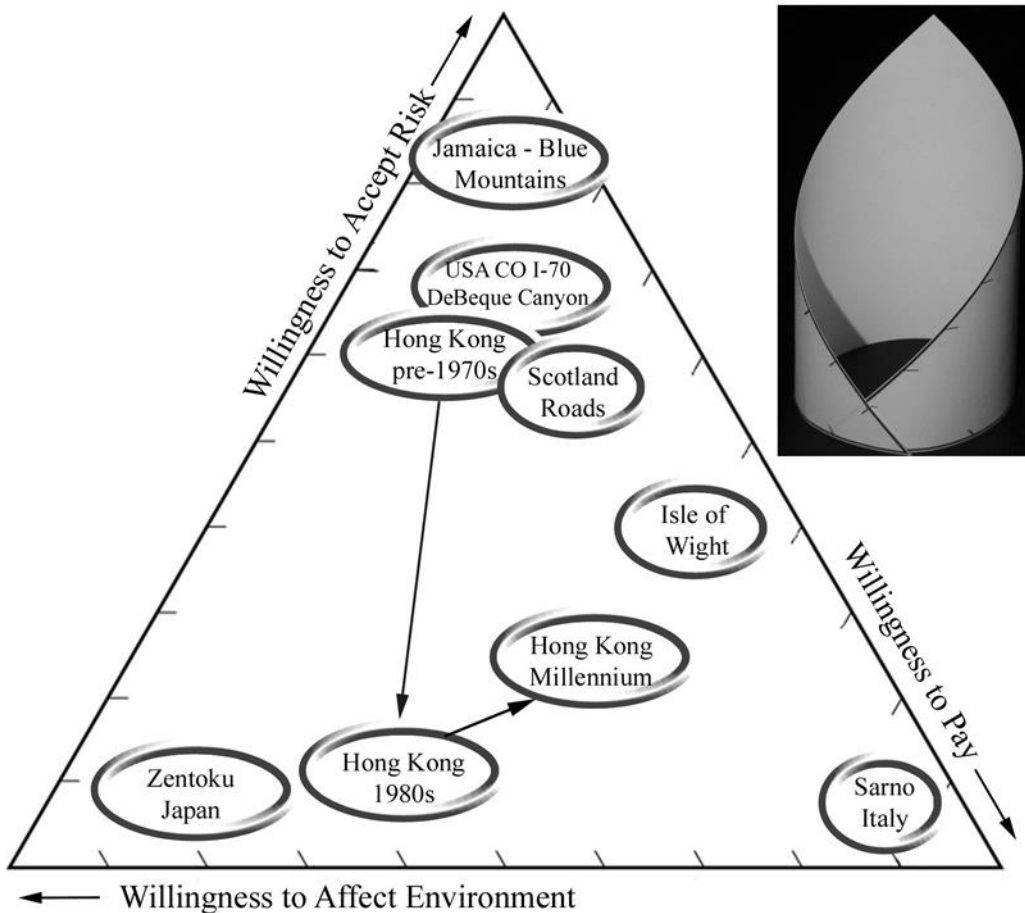 Willingness to Accept Risk
Jamaica - Blue
Mountains
USA CO I-70
DeBeque Canyon
Hong Kong
pre-1970s
Scotland
Roads
Isle of
Wight
Hong Kong
Millennium
Willingness to Pay
Zentoku
Japan
Hong Kong
1980s
Sarno
Italy
Willingness to Affect Environment